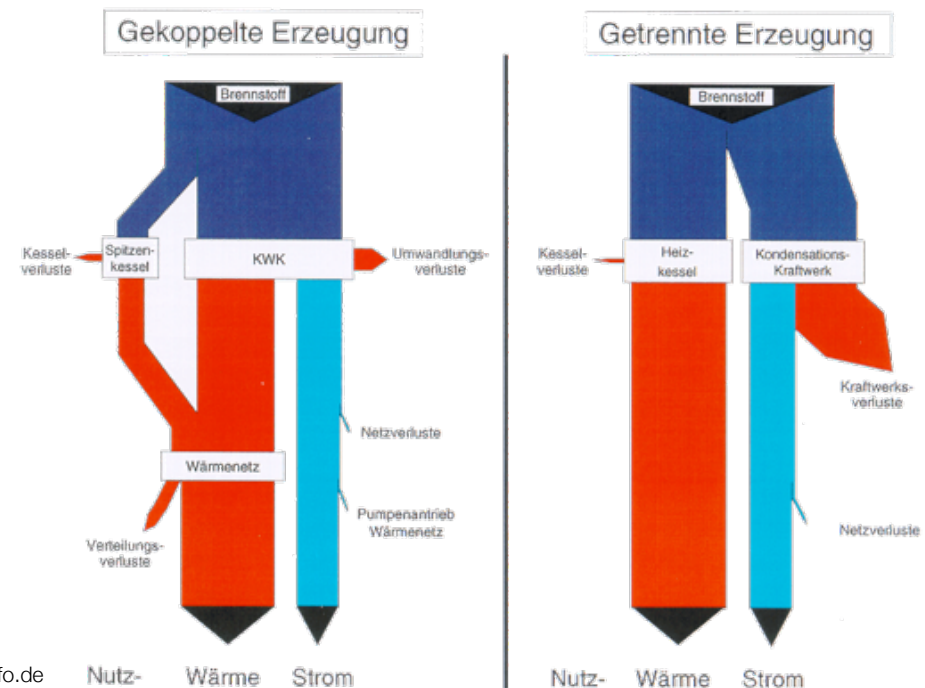 Gekoppelte Erzeugung
Brennstoff
Kessel-
verluste
Spitzen-
kessel
KWK
Umwandlungs-
verluste
Netzverluste
Wärmenetz
Pumpenantrieb
Wärmenetz
Verteilungs-
verluste
Nutz- Wärme Strom
Getrennte Erzeugung
Brennstoff
Kessel-
verluste
Heiz-
kessel
Kondensations-
Kraftwerk
Kraftwerks-
verluste
Netzverluste
Nutz- Wärme Strom
fo.de